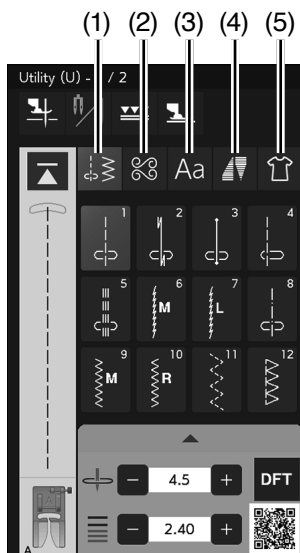 (1) (2) (3) (4) (5)
Utility (U) - / 2
Aa
1 2 3 4
5 6 7 8
M L
9 10 11 12
M R
4.5
DFT
2.40
A